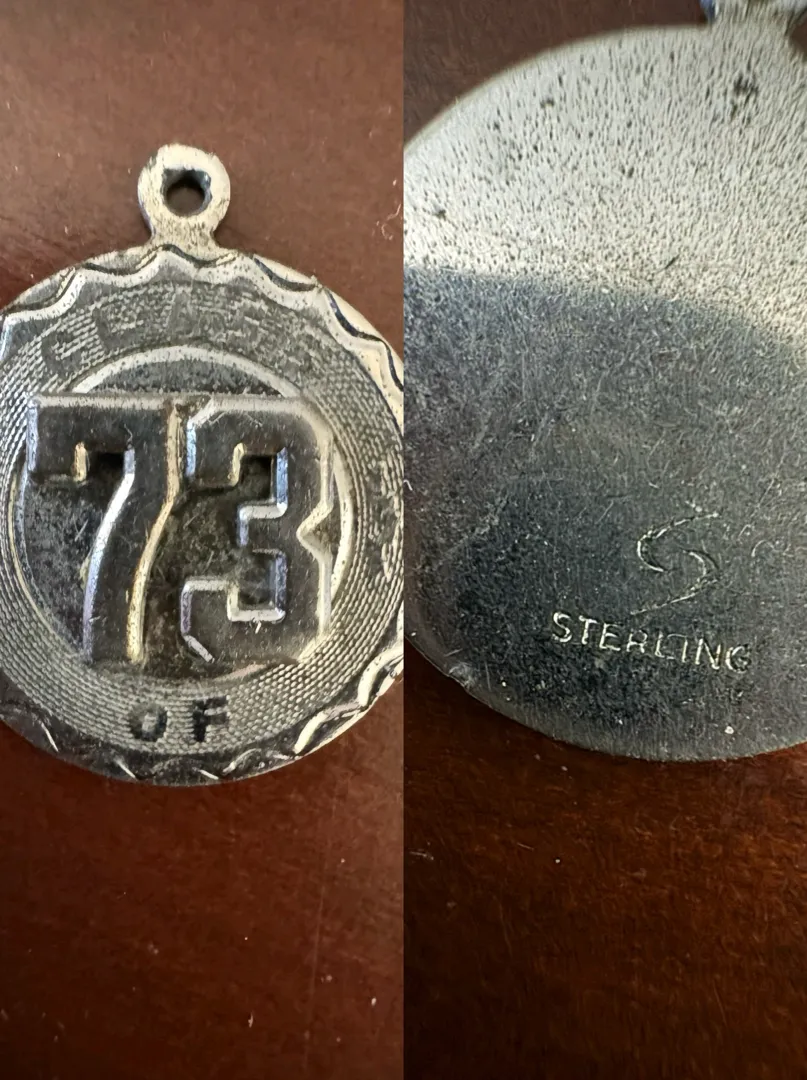 CLASS
73
OF
S
STERLING